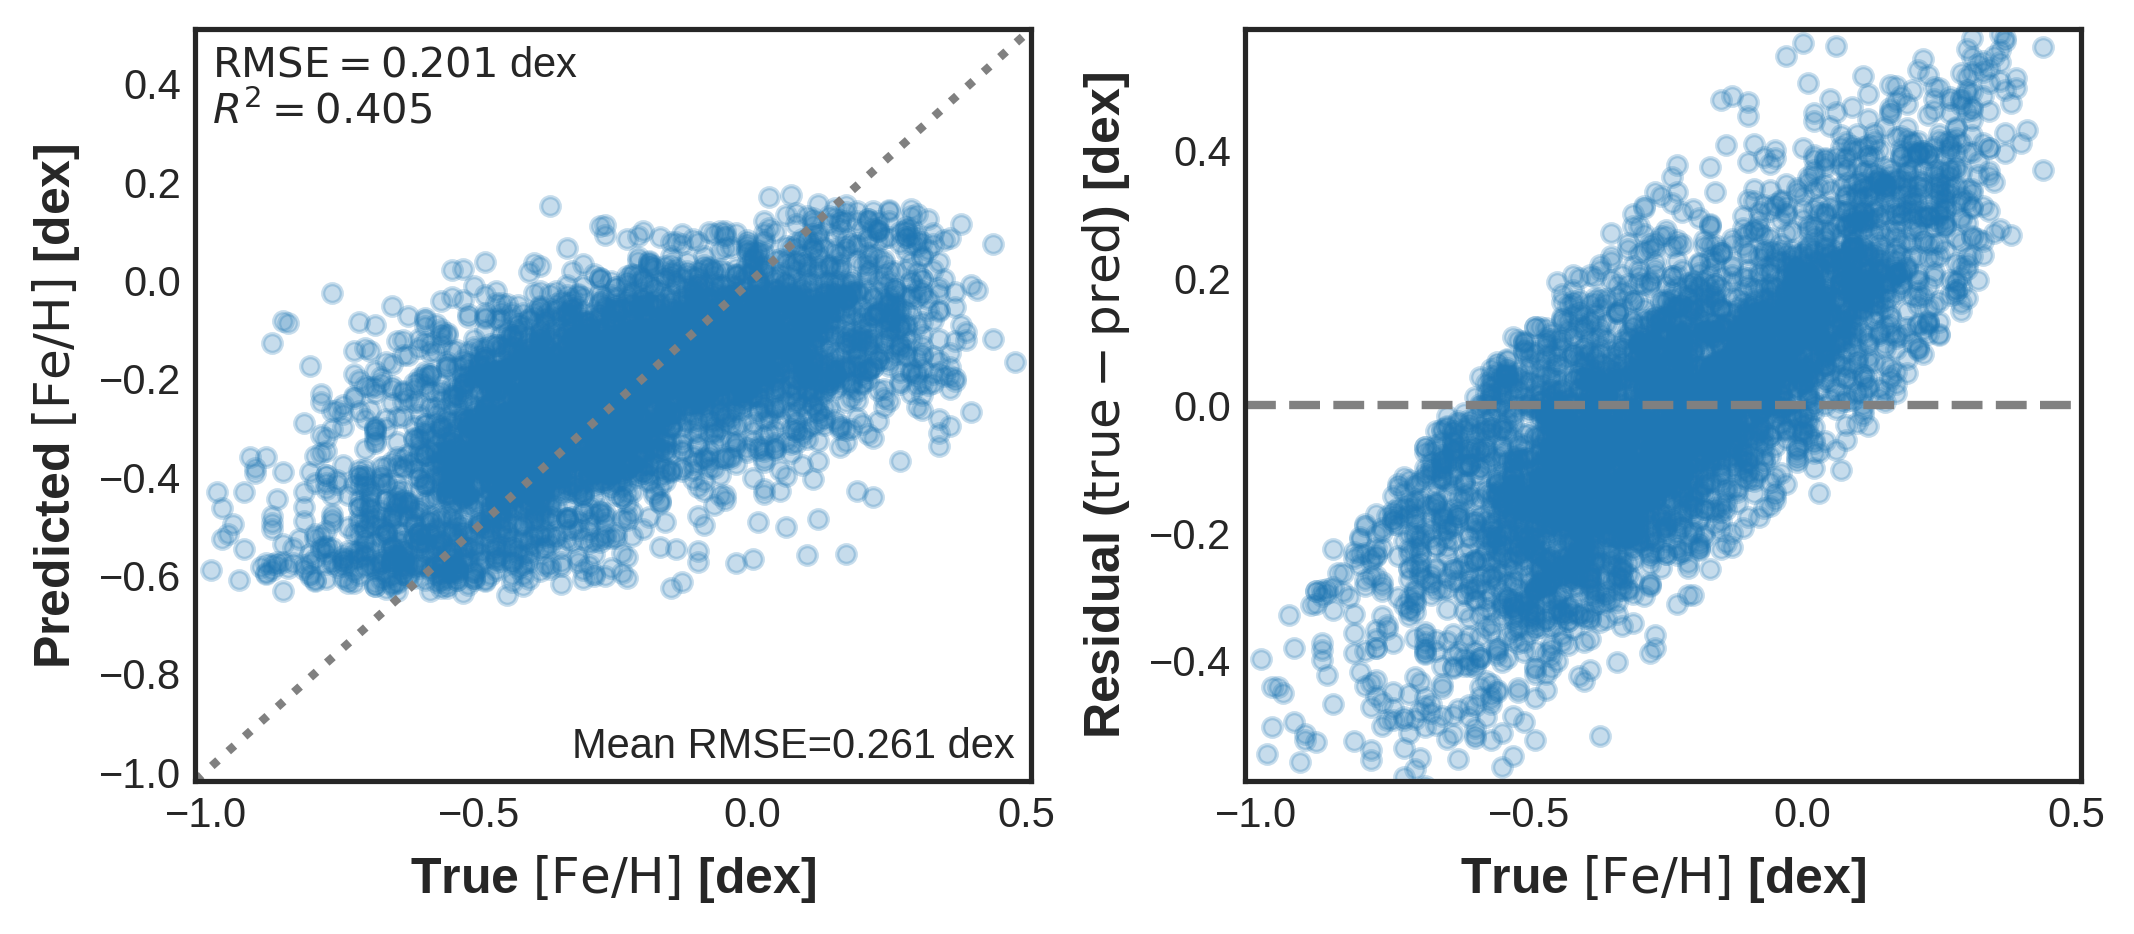 RMSE = 0.201 dex
R² = 0.405
Mean RMSE=0.261 dex
0.4
0.2
0.0
−0.2
−0.4
−0.6
−0.8
−1.0
Predicted [Fe/H] [dex]
−1.0 −0.5 0.0 0.5
True [Fe/H] [dex]
0.4
0.2
0.0
−0.2
−0.4
Residual (true − pred) [dex]
−1.0 −0.5 0.0 0.5
True [Fe/H] [dex]